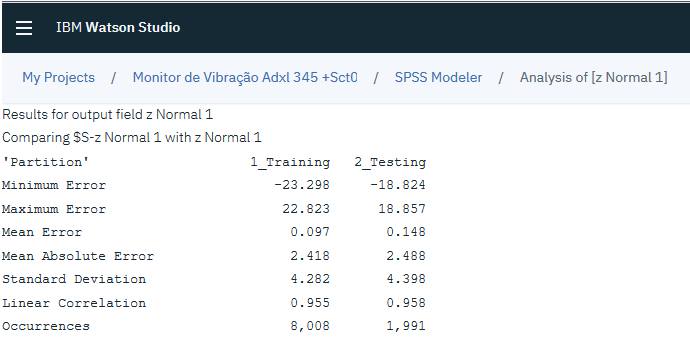 IBM Watson Studio
My Projects / Monitor de Vibração Adxl 345 +Sct0 / SPSS Modeler / Analysis of [z Normal 1]
Results for output field z Normal 1
Comparing $S-z Normal 1 with z Normal 1
'Partition' 1_Training 2_Testing
Minimum Error -23.298 -18.824
Maximum Error 22.823 18.857
Mean Error 0.097 0.148
Mean Absolute Error 2.418 2.488
Standard Deviation 4.282 4.398
Linear Correlation 0.955 0.958
Occurrences 8,008 1,991